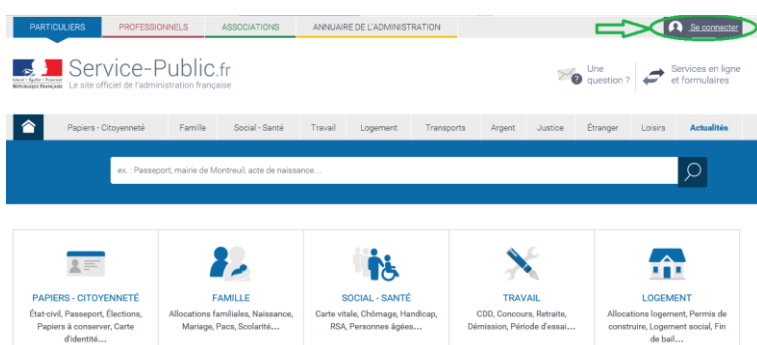 PARTICULIERS PROFESSIONNELS ASSOCIATIONS ANNUAIRE DE L'ADMINISTRATION Se connecter
Service-Public.fr
Le site officiel de l'administration française
Liberté • Égalité • Fraternité
RÉPUBLIQUE FRANÇAISE
Une question ?
Services en ligne et formulaires
Papiers - Citoyenneté Famille Social - Santé Travail Logement Transports Argent Justice Étranger Loisirs Actualités
ex. : Passeport, mairie de Montreuil, acte de naissance...
PAPIERS - CITOYENNETÉ
État-civil, Passeport, Élections,
Papiers à conserver, Carte
d'identité...
FAMILLE
Allocations familiales, Naissance,
Mariage, Pacs, Scolarité...
SOCIAL - SANTÉ
Carte vitale, Chômage, Handicap,
RSA, Personnes âgées...
TRAVAIL
CDD, Concours, Retraite,
Démission, Période d'essai...
LOGEMENT
Allocations logement, Permis de
construire, Logement social, Fin
de bail...